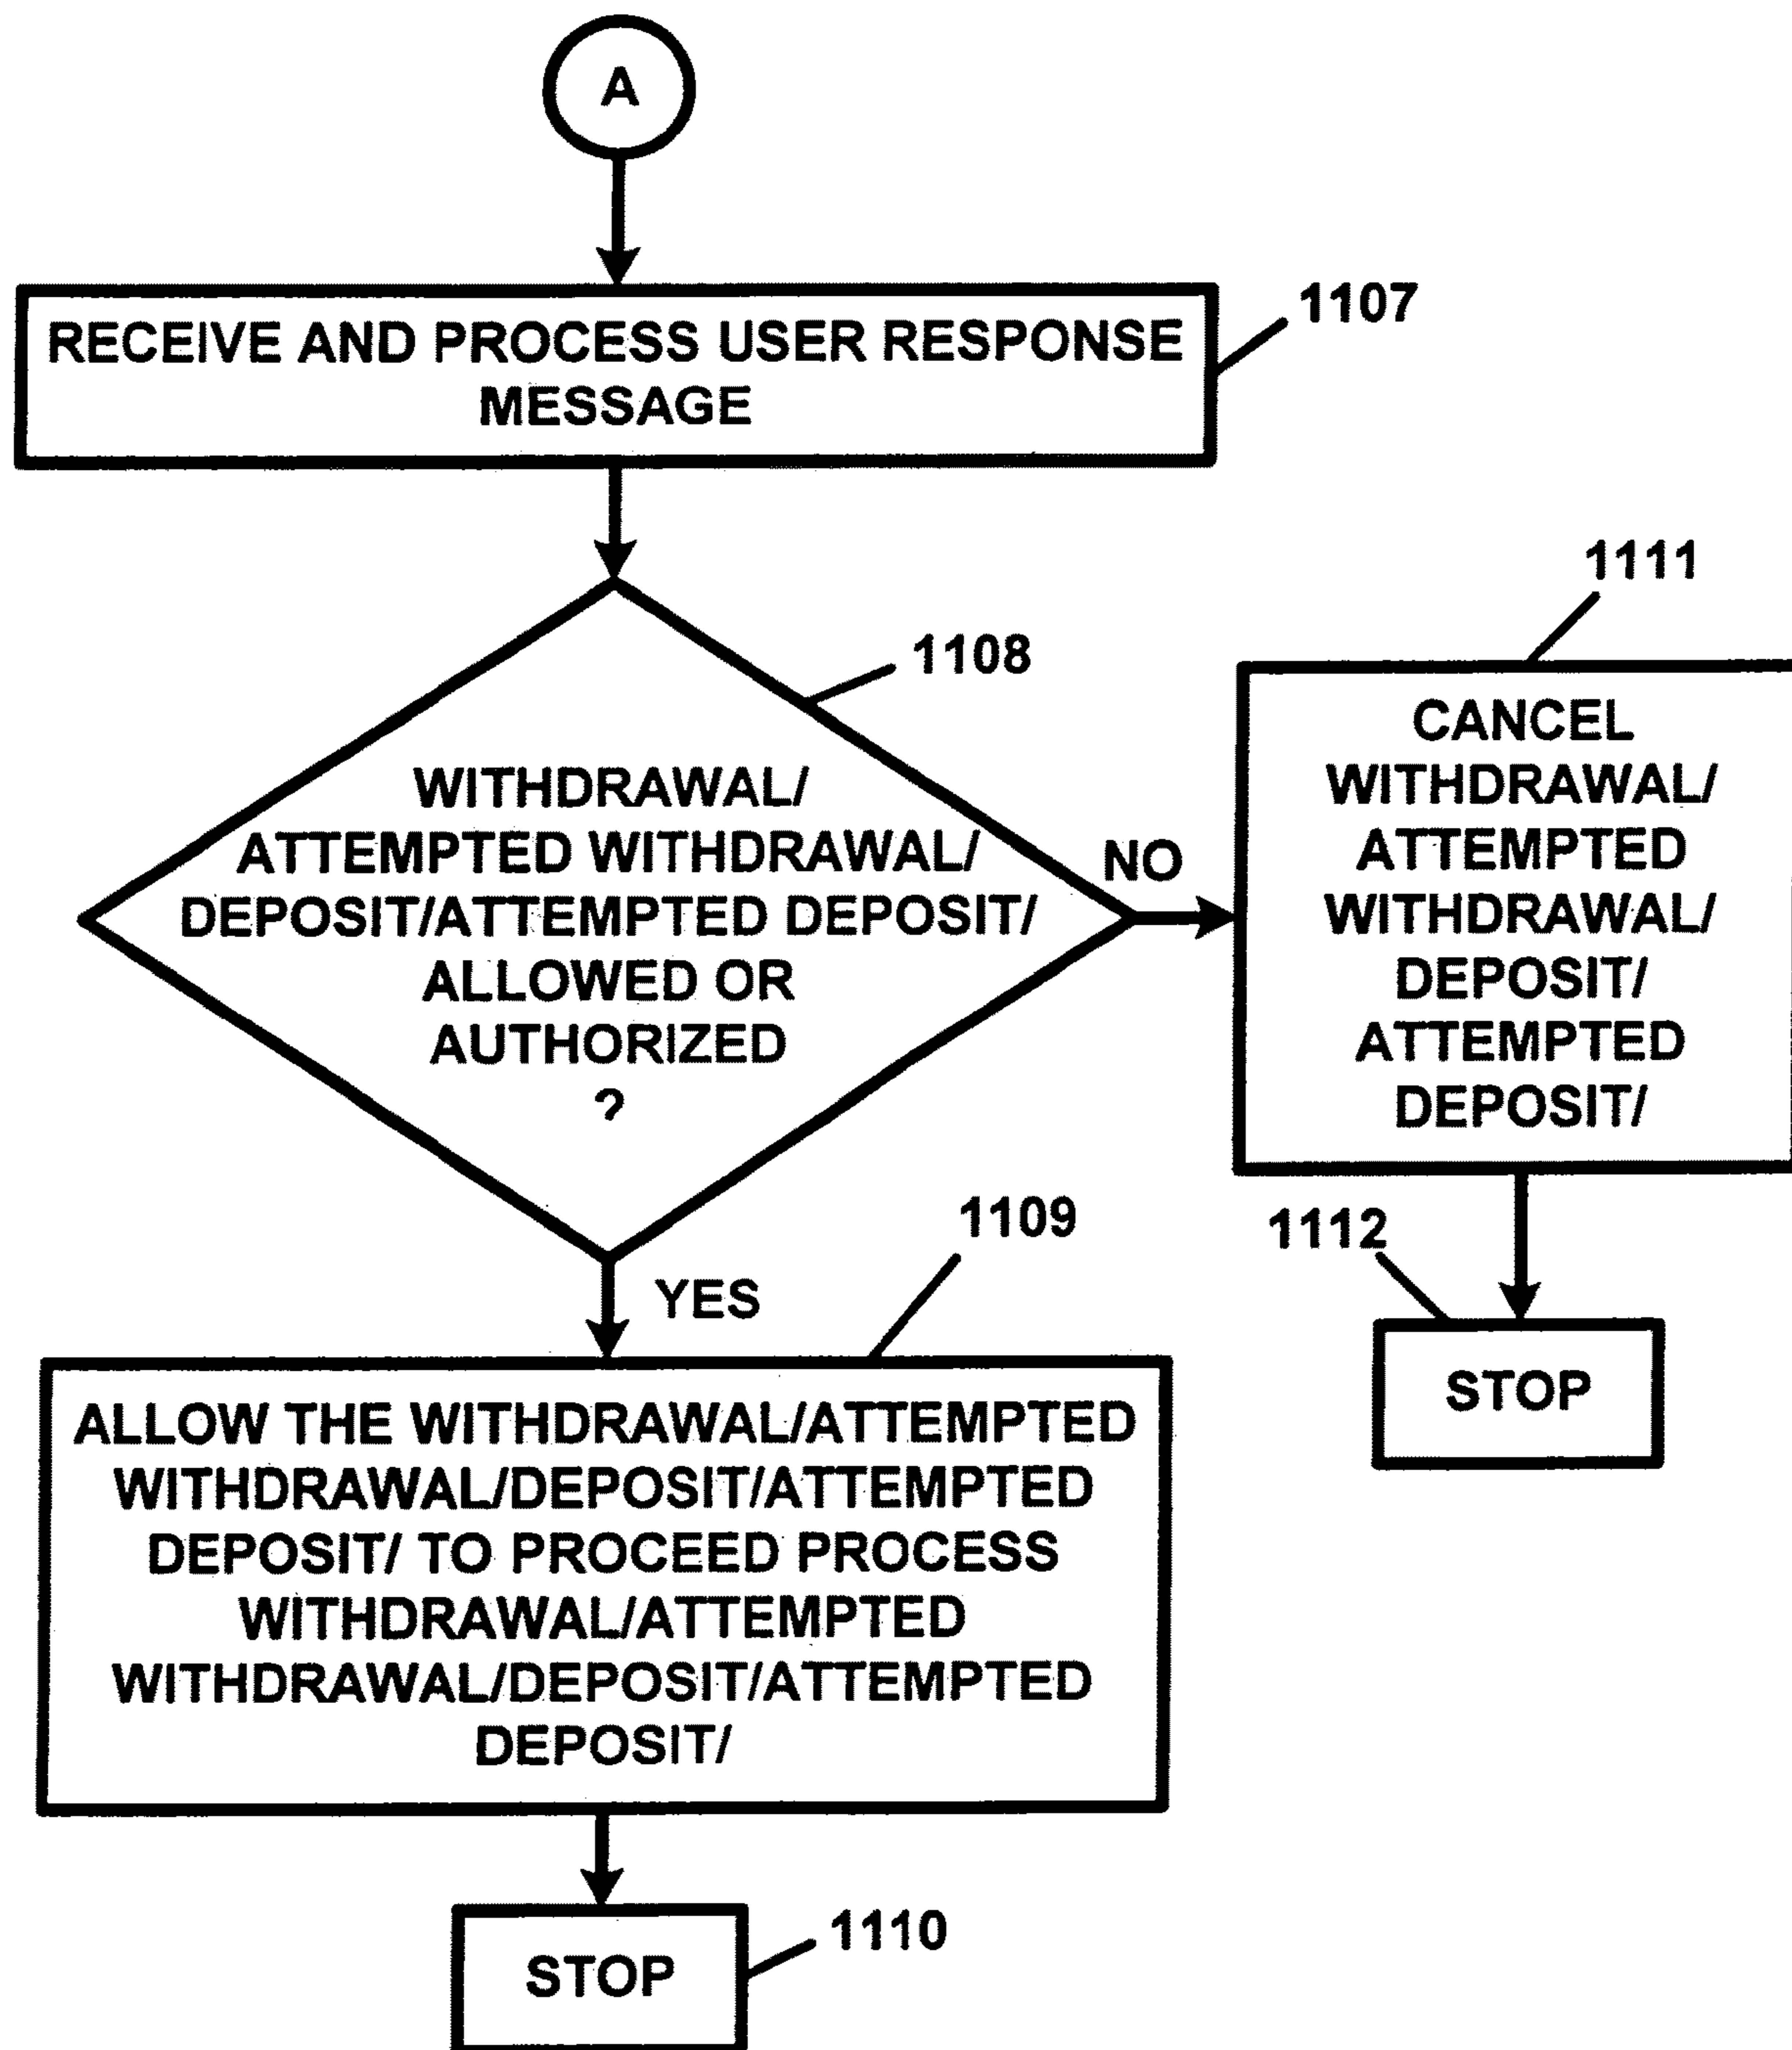 A
RECEIVE AND PROCESS USER RESPONSE
MESSAGE
1107
1108
WITHDRAWAL/
ATTEMPTED WITHDRAWAL/
DEPOSIT/ATTEMPTED DEPOSIT/
ALLOWED OR
AUTHORIZED
?
NO
1111
CANCEL
WITHDRAWAL/
ATTEMPTED
WITHDRAWAL/
DEPOSIT/
ATTEMPTED
DEPOSIT/
1112
STOP
YES
1109
ALLOW THE WITHDRAWAL/ATTEMPTED
WITHDRAWAL/DEPOSIT/ATTEMPTED
DEPOSIT/ TO PROCEED PROCESS
WITHDRAWAL/ATTEMPTED
WITHDRAWAL/DEPOSIT/ATTEMPTED
DEPOSIT/
STOP
1110